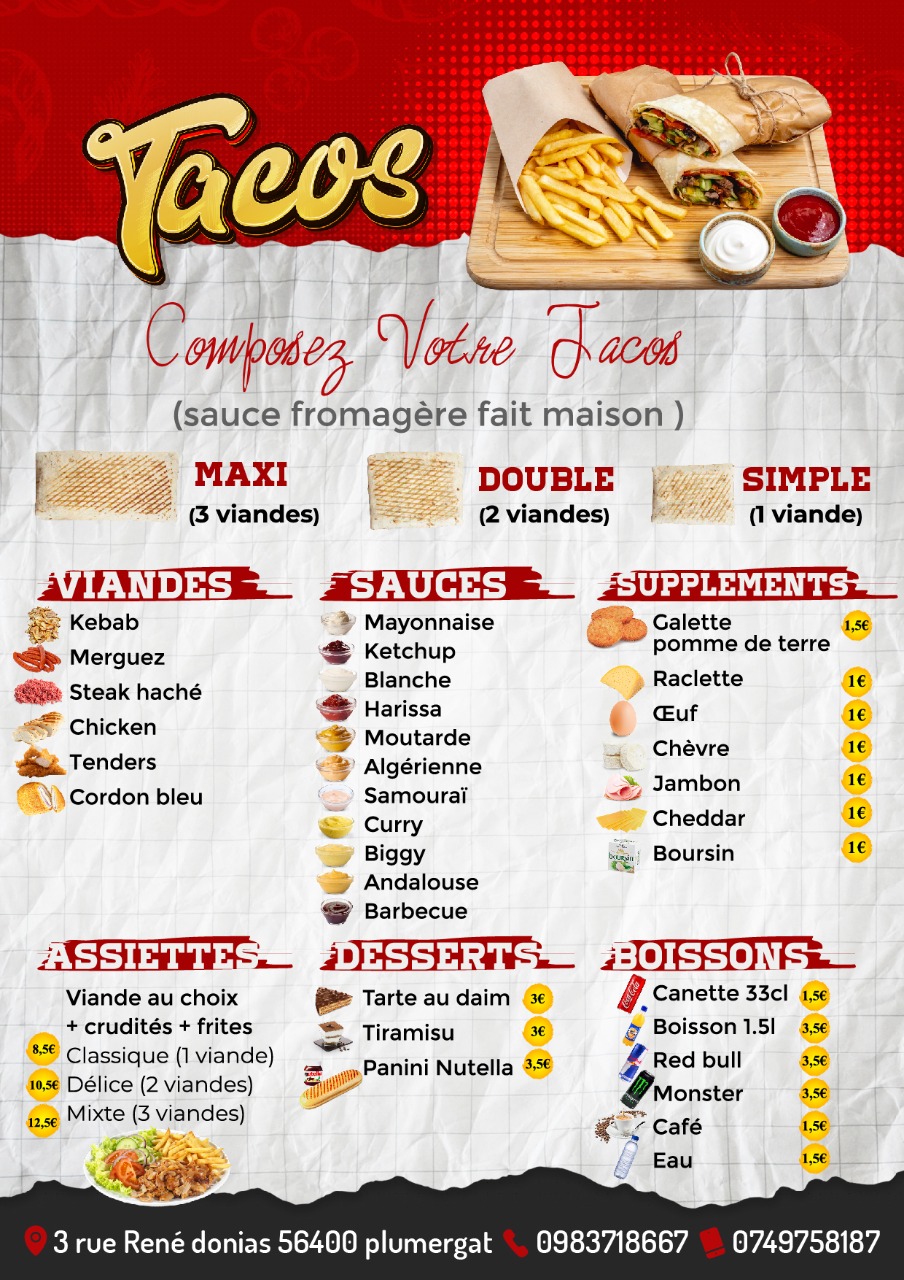 Tacos
Composez Votre Tacos
(sauce fromagère fait maison )
MAXI
(3 viandes)
DOUBLE
(2 viandes)
SIMPLE
(1 viande)
VIANDES
Kebab
Merguez
Steak haché
Chicken
Tenders
Cordon bleu
SAUCES
Mayonnaise
Ketchup
Blanche
Harissa
Moutarde
Algérienne
Samouraï
Curry
Biggy
Andalouse
Barbecue
SUPPLEMENTS
Galette
pomme de terre 1,5€
Raclette 1€
Œuf 1€
Chèvre 1€
Jambon 1€
Cheddar 1€
Boursin 1€
boursin
ASSIETTES
Viande au choix
+ crudités + frites
8,5€ Classique (1 viande)
10,5€ Délice (2 viandes)
12,5€ Mixte (3 viandes)
DESSERTS
Tarte au daim 3€
Tiramisu 3€
nutella
Panini Nutella 3,5€
BOISSONS
Coca-Cola
Canette 33cl 1,5€
Boisson 1.5l 3,5€
Red bull 3,5€
Monster 3,5€
Café 1,5€
Eau 1,5€
3 rue René donias 56400 plumergat 0983718667 0749758187